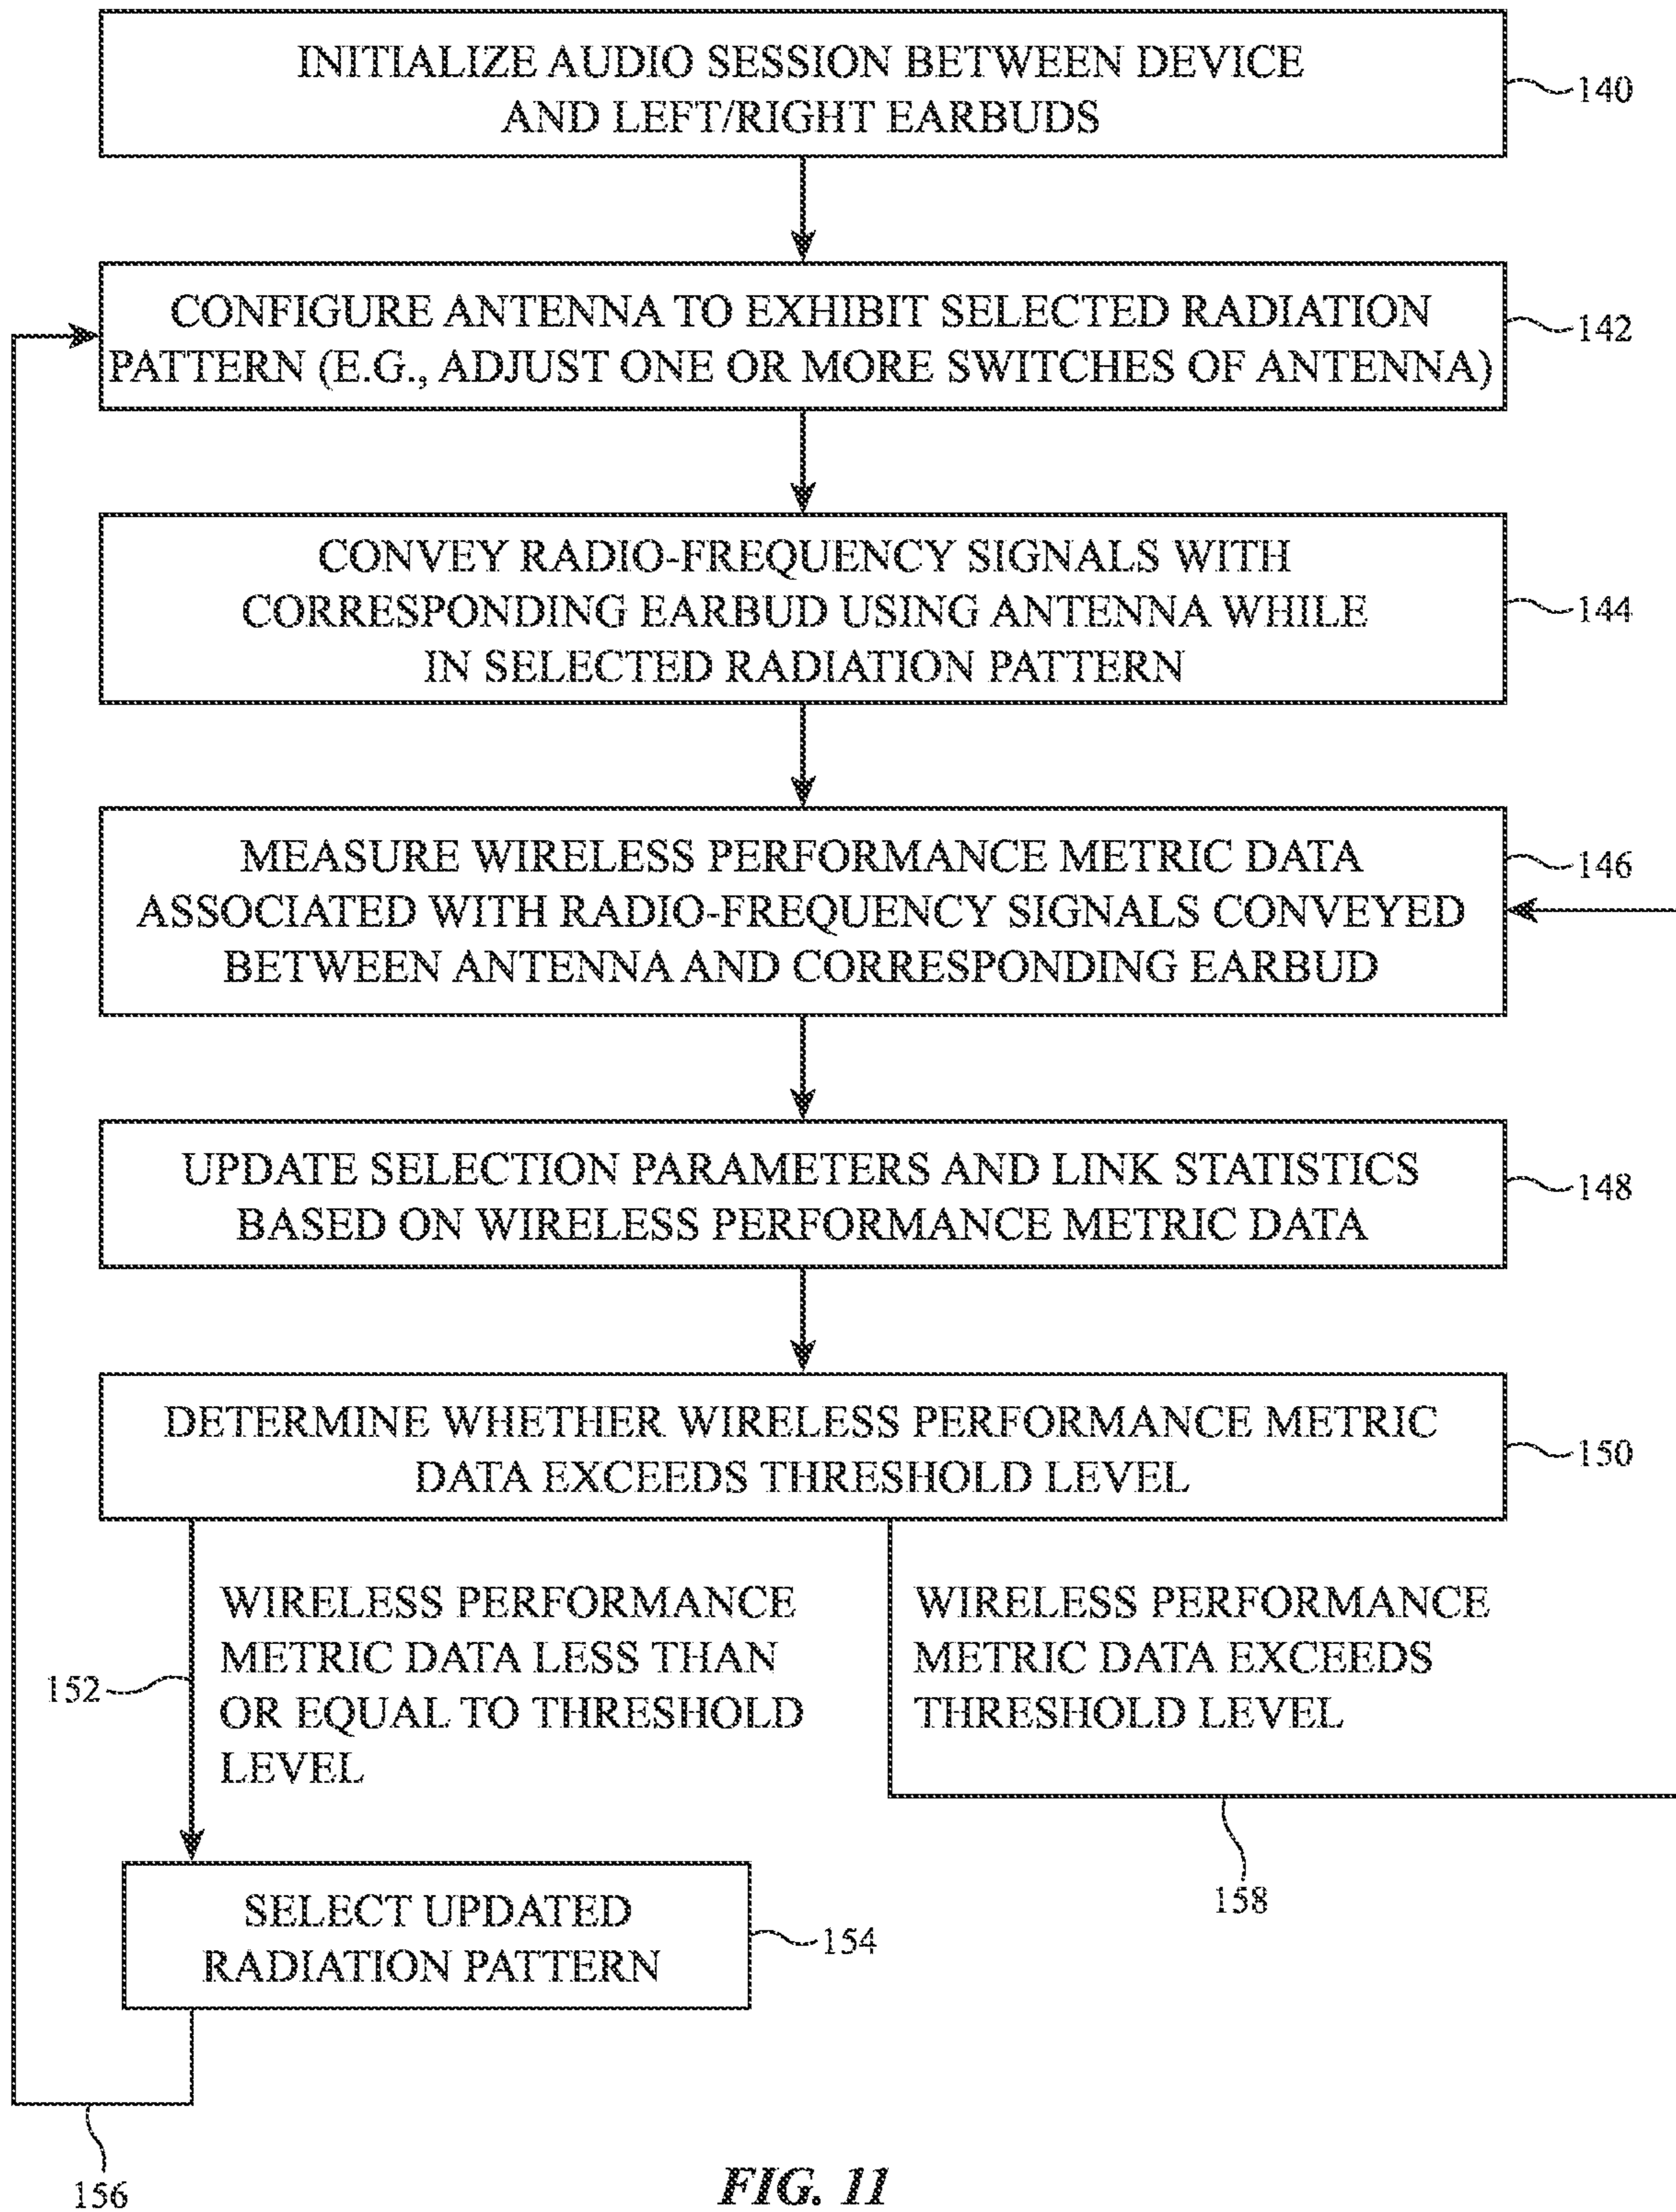 INITIALIZE AUDIO SESSION BETWEEN DEVICE
AND LEFT/RIGHT EARBUDS
140
CONFIGURE ANTENNA TO EXHIBIT SELECTED RADIATION
PATTERN (E.G., ADJUST ONE OR MORE SWITCHES OF ANTENNA)
142
CONVEY RADIO-FREQUENCY SIGNALS WITH
CORRESPONDING EARBUD USING ANTENNA WHILE
IN SELECTED RADIATION PATTERN
144
MEASURE WIRELESS PERFORMANCE METRIC DATA
ASSOCIATED WITH RADIO-FREQUENCY SIGNALS CONVEYED
BETWEEN ANTENNA AND CORRESPONDING EARBUD
146
UPDATE SELECTION PARAMETERS AND LINK STATISTICS
BASED ON WIRELESS PERFORMANCE METRIC DATA
148
DETERMINE WHETHER WIRELESS PERFORMANCE METRIC
DATA EXCEEDS THRESHOLD LEVEL
150
WIRELESS PERFORMANCE
METRIC DATA LESS THAN
OR EQUAL TO THRESHOLD
LEVEL
152
WIRELESS PERFORMANCE
METRIC DATA EXCEEDS
THRESHOLD LEVEL
158
SELECT UPDATED
RADIATION PATTERN
154
156
FIG. 11